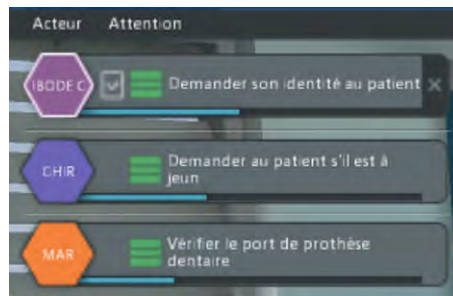 Acteur Attention
IBODE C Demander son identité au patient
CHIR Demander au patient s'il est à
jeun
MAR Vérifier le port de prothèse
dentaire